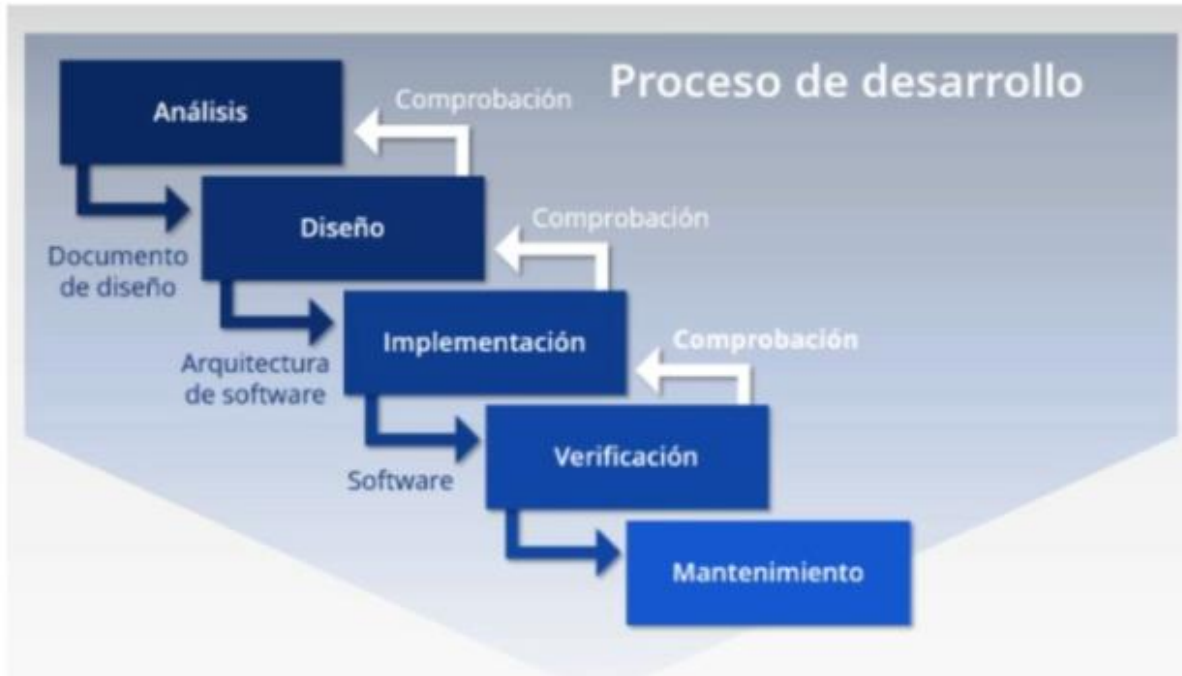 Proceso de desarrollo
Análisis
Comprobación
Documento
de diseño
Diseño
Comprobación
Arquitectura
de software
Implementación
Comprobación
Software
Verificación
Mantenimiento